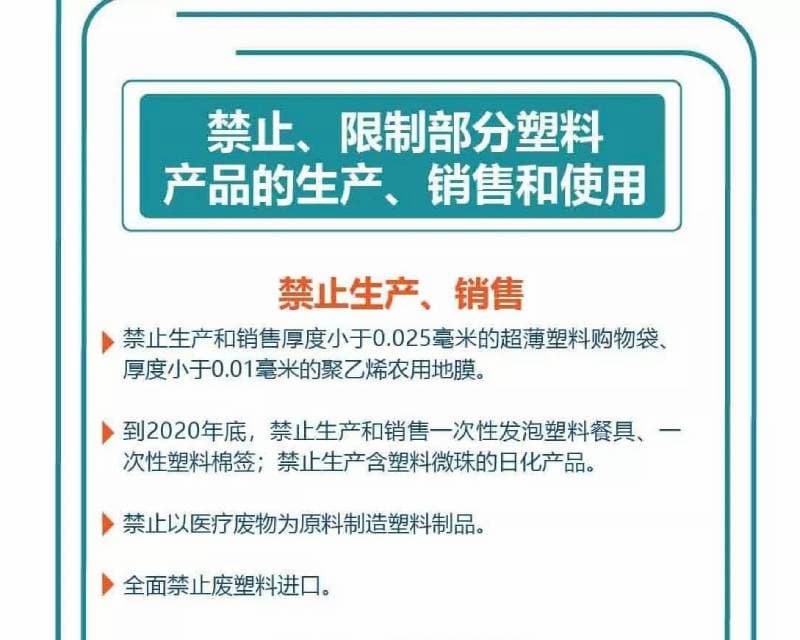 禁止、限制部分塑料
产品的生产、销售和使用
禁止生产、销售
禁止生产和销售厚度小于0.025毫米的超薄塑料购物袋、
厚度小于0.01毫米的聚乙烯农用地膜。
到2020年底，禁止生产和销售一次性发泡塑料餐具、一
次性塑料棉签；禁止生产含塑料微珠的日化产品。
禁止以医疗废物为原料制造塑料制品。
全面禁止废塑料进口。